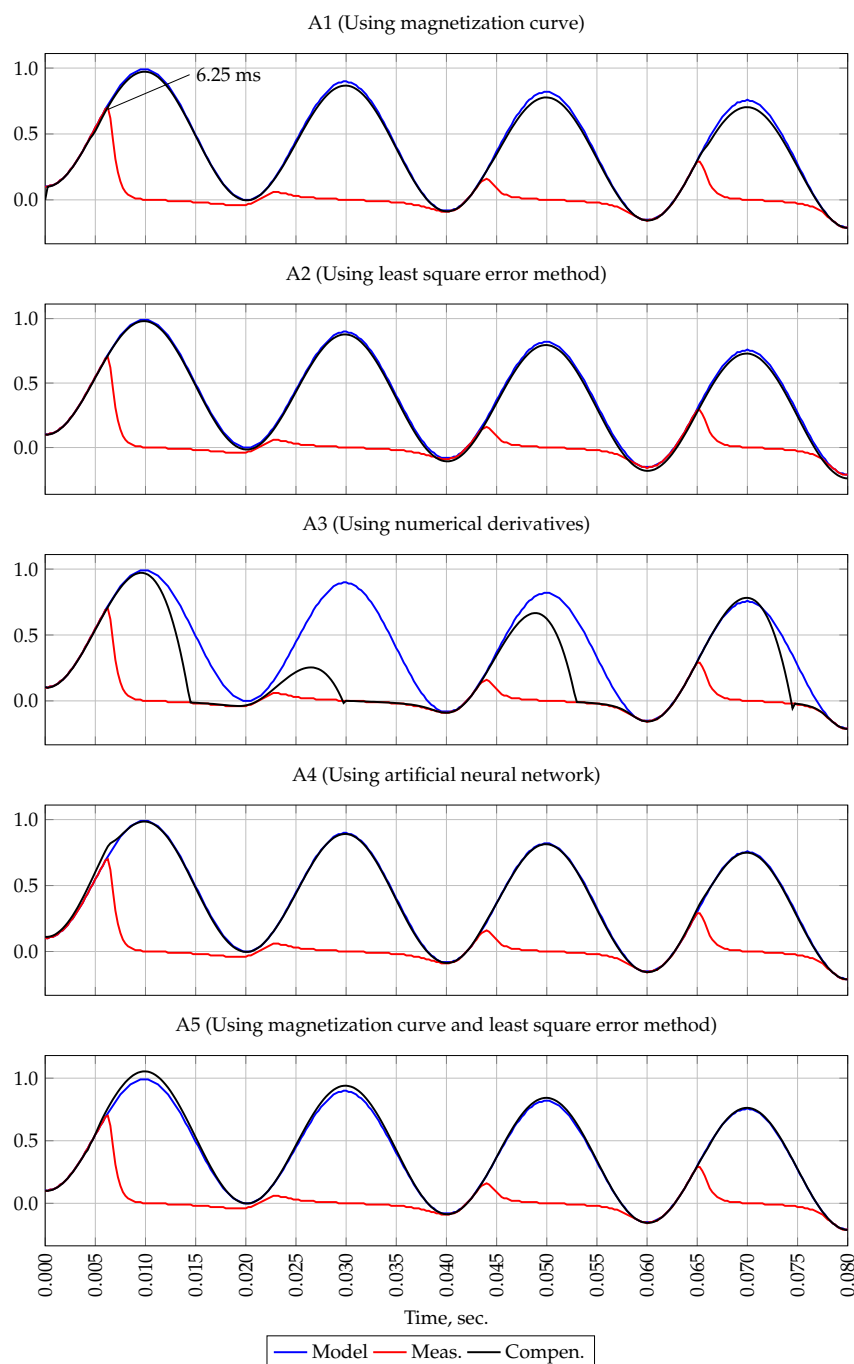 A1 (Using magnetization curve)
1.0
0.5
0.0
6.25 ms
A2 (Using least square error method)
1.0
0.5
0.0
A3 (Using numerical derivatives)
1.0
0.5
0.0
A4 (Using artificial neural network)
1.0
0.5
0.0
A5 (Using magnetization curve and least square error method)
1.0
0.5
0.0
0.000 0.005 0.010 0.015 0.020 0.025 0.030 0.035 0.040 0.045 0.050 0.055 0.060 0.065 0.070 0.075 0.080
Time, sec.
Model Meas. Compen.